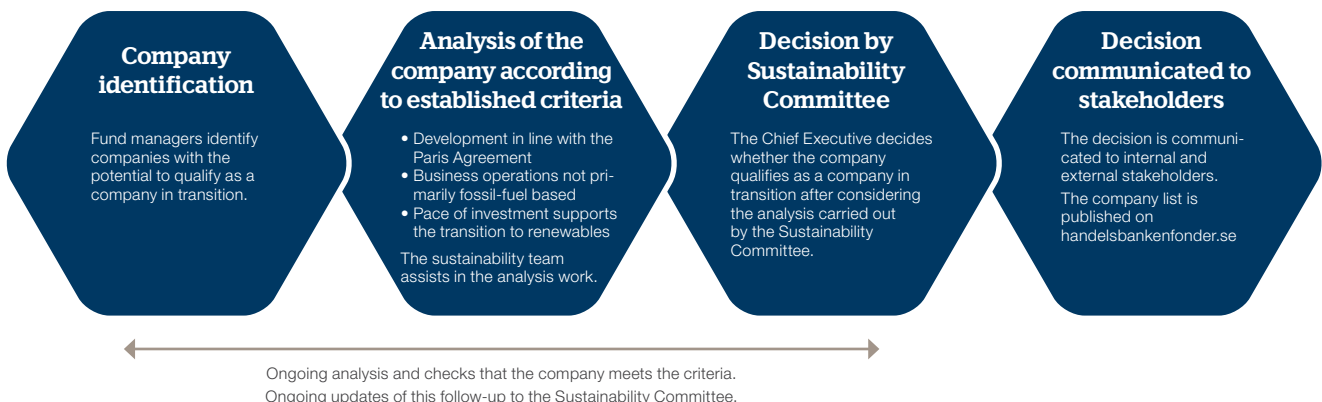 Company
identification
Fund managers identify
companies with the
potential to qualify as a
company in transition.
Analysis of the
company according
to established criteria
• Development in line with the
Paris Agreement
• Business operations not pri-
marily fossil-fuel based
• Pace of investment supports
the transition to renewables
The sustainability team
assists in the analysis work.
Decision by
Sustainability
Committee
The Chief Executive decides
whether the company
qualifies as a company in
transition after considering
the analysis carried out
by the Sustainability
Committee.
Decision
communicated to
stakeholders
The decision is communi-
cated to internal and
external stakeholders.
The company list is
published on
handelsbankenfonder.se
Ongoing analysis and checks that the company meets the criteria.
Ongoing updates of this follow-up to the Sustainability Committee.